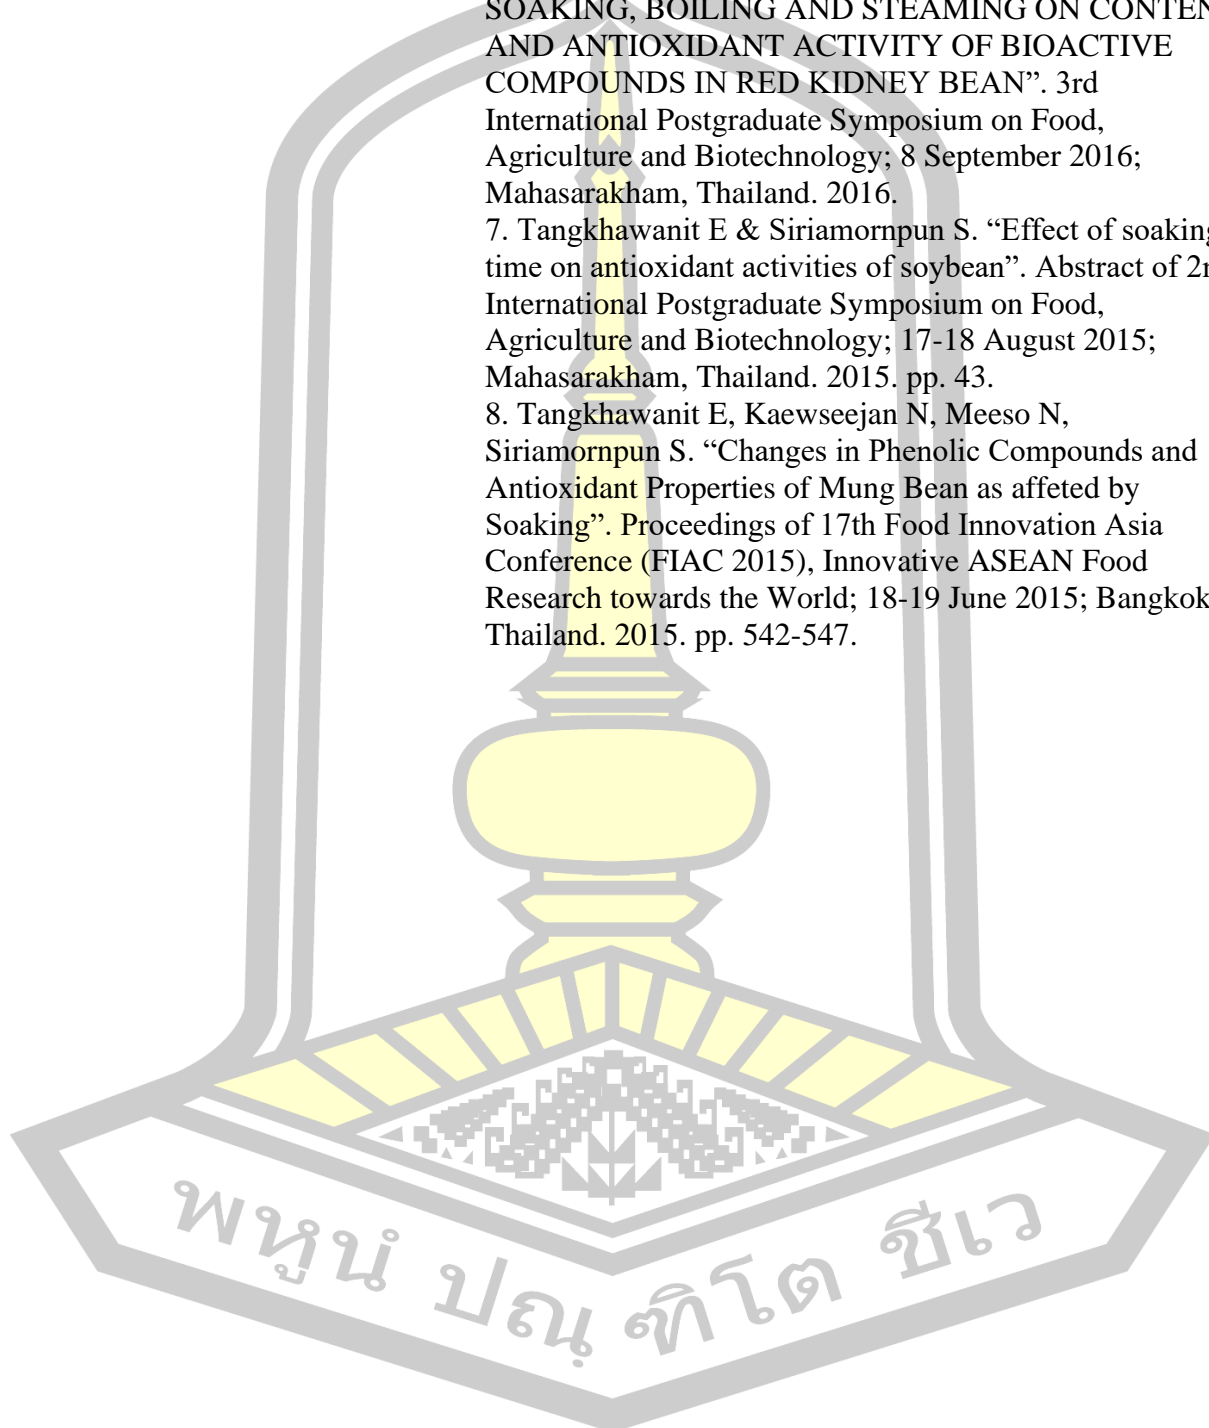 SOAKING, BOILING AND STEAMING ON
AND ANTIOXIDANT ACTIVITY OF BIOACTIVE
COMPOUNDS IN RED KIDNEY BEAN”. 3rd
International Postgraduate Symposium on Food,
Agriculture and Biotechnology; 8 September 2016;
Mahasarakham, Thailand. 2016.
7. Tangkhawanit E & Siriamornpun S. “Effect of soaking
time on antioxidant activities of soybean”. Abstract of
International Postgraduate Symposium on Food,
Agriculture and Biotechnology; 17-18 August 2015;
Mahasarakham, Thailand. 2015. pp. 43.
8. Tangkhawanit E, Kaewseejan N, Meeso N,
Siriamornpun S. “Changes in Phenolic Compounds and
Antioxidant Properties of Mung Bean as affeted by
Soaking”. Proceedings of 17th Food Innovation Asia
Conference (FIAC 2015), Innovative ASEAN Food
Research towards the World; 18-19 June 2015; Bangkok
Thailand. 2015. pp. 542-547.
พหูนํ ปณฺฑิโต ชีเว